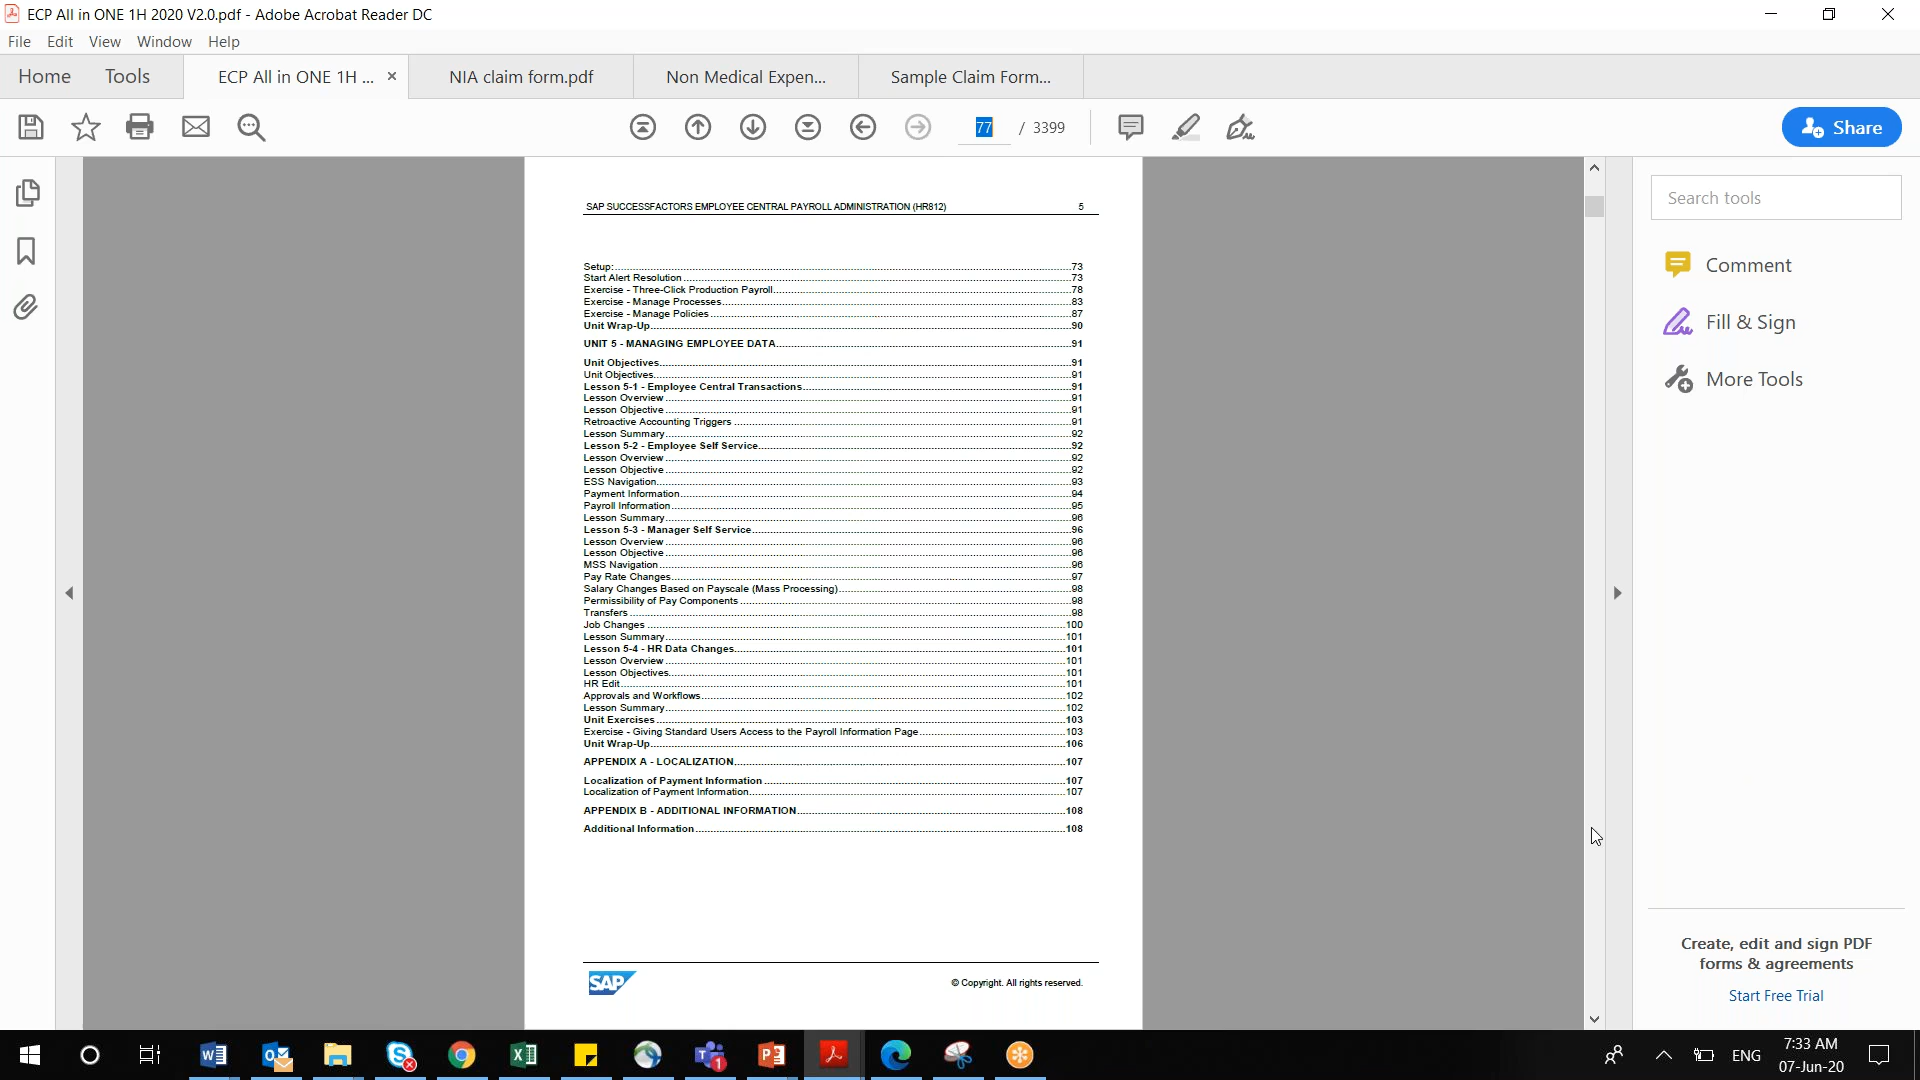 ECP All in ONE 1H 2020 V2.0.pdf - Adobe Acrobat Reader DC
File Edit View Window Help
Home Tools ECP All in ONE 1H ... × NIA claim form.pdf Non Medical Expen... Sample Claim Form...
77 / 3399 Share
SAP SUCCESSFACTORS EMPLOYEE CENTRAL PAYROLL ADMINISTRATION (HR812) 5
Setup: 73
Start Alert Resolution 73
Exercise - Three-Click Production Payroll 78
Exercise - Manage Processes 83
Exercise - Manage Policies 87
Unit Wrap-Up 90
UNIT 5 - MANAGING EMPLOYEE DATA 91
Unit Objectives 91
Unit Objectives 91
Lesson 5-1 - Employee Central Transactions 91
Lesson Overview 91
Lesson Objective 91
Retroactive Accounting Triggers 91
Lesson Summary 92
Lesson 5-2 - Employee Self Service 92
Lesson Overview 92
Lesson Objective 92
ESS Navigation 93
Payment Information 94
Payroll Information 95
Lesson Summary 96
Lesson 5-3 - Manager Self Service 96
Lesson Overview 96
Lesson Objective 96
MSS Navigation 96
Pay Rate Changes 97
Salary Changes Based on Payscale (Mass Processing) 98
Permissibility of Pay Components 98
Transfers 98
Job Changes 100
Lesson Summary 101
Lesson 5-4 - HR Data Changes 101
Lesson Overview 101
Lesson Objectives 101
HR Edit 101
Approvals and Workflows 102
Lesson Summary 102
Unit Exercises 103
Exercise - Giving Standard Users Access to the Payroll Information Page 103
Unit Wrap-Up 106
APPENDIX A - LOCALIZATION 107
Localization of Payment Information 107
Localization of Payment Information 107
APPENDIX B - ADDITIONAL INFORMATION 108
Additional Information 108
SAP © Copyright. All rights reserved.
Search tools
Comment
Fill & Sign
More Tools
Create, edit and sign PDF
forms & agreements
Start Free Trial
ENG 7:33 AM
07-Jun-20